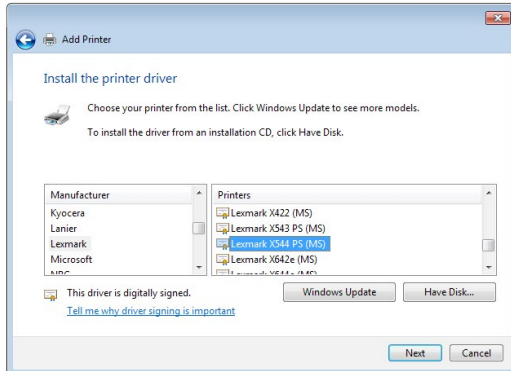 Add Printer
Install the printer driver
Choose your printer from the list. Click Windows Update to see more models.
To install the driver from an installation CD, click Have Disk.
Manufacturer
Kyocera
Lanier
Lexmark
Microsoft
Printers
Lexmark X422 (MS)
Lexmark X543 PS (MS)
Lexmark X544 PS (MS)
Lexmark X642e (MS)
This driver is digitally signed.
Tell me why driver signing is important
Windows Update
Have Disk...
Next
Cancel